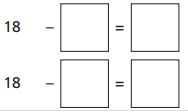 18 – =
18 – =